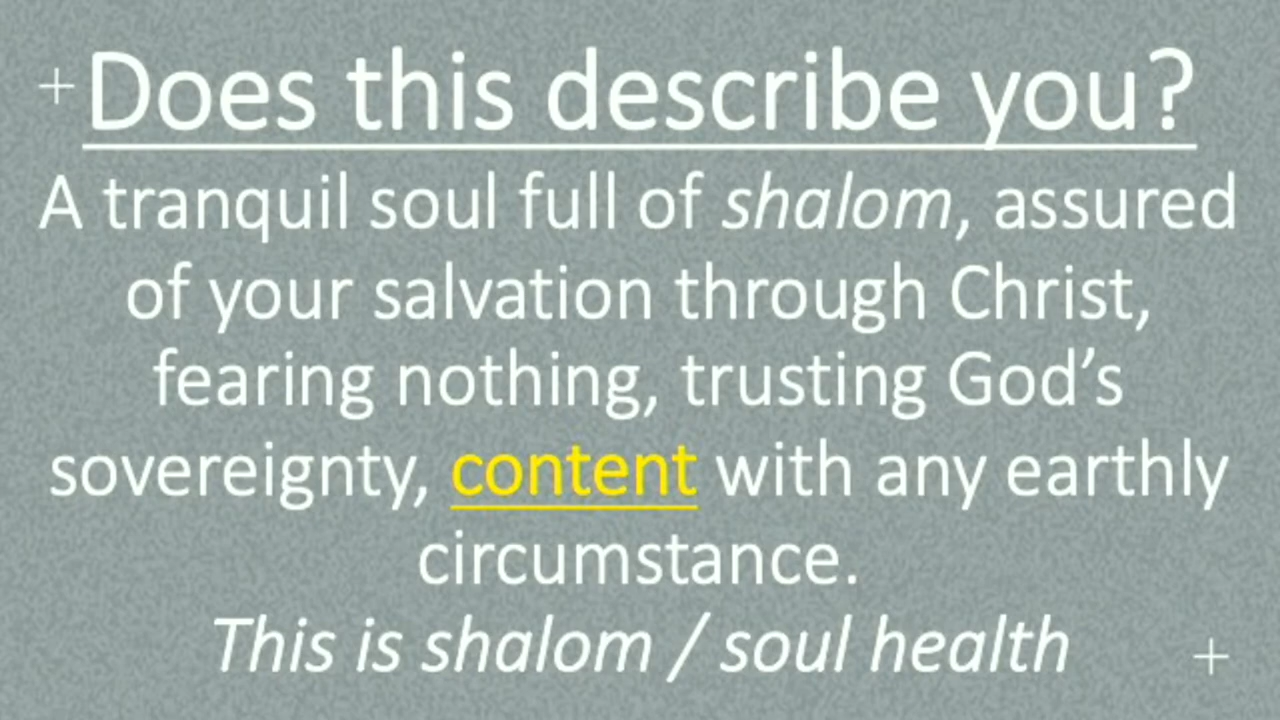 Does this describe you?
A tranquil soul full of shalom, assured
of your salvation through Christ,
fearing nothing, trusting God’s
sovereignty, content with any earthly
circumstance.
This is shalom / soul health